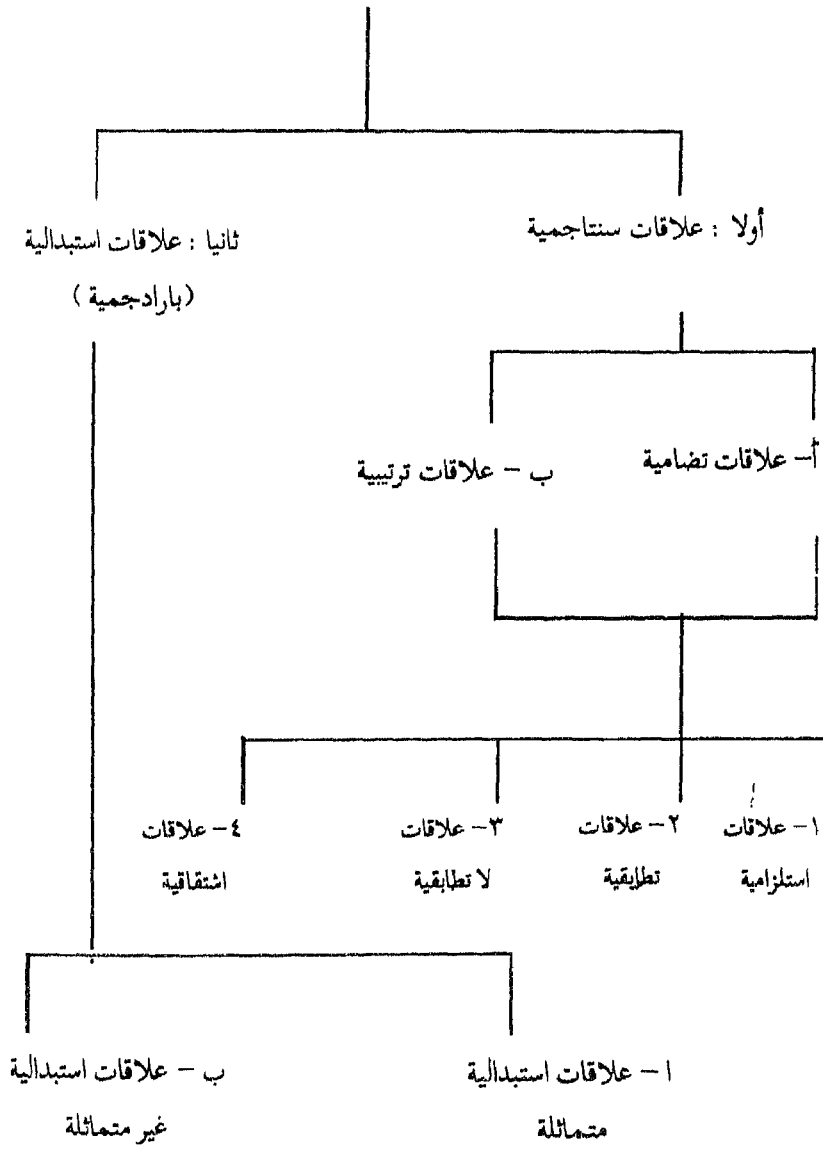 أولا : علاقات سنتاجمية
ثانيا : علاقات استبدالية
(بارادجمية)
أ – علاقات تضامية
ب – علاقات ترتيبية
١ – علاقات
استلزامية
٢ – علاقات
تطابقية
٣ – علاقات
لا تطابقية
٤ – علاقات
اشتقاقية
ا – علاقات استبدالية
متماثلة
ب – علاقات استبدالية
غير متماثلة